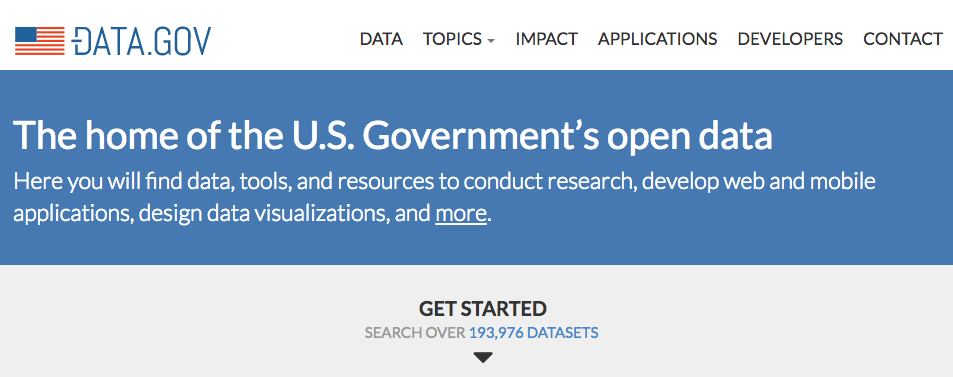 DATA.GOV
DATA TOPICS IMPACT APPLICATIONS DEVELOPERS CONTACT
The home of the U.S. Government’s open data
Here you will find data, tools, and resources to conduct research, develop web and mobile
applications, design data visualizations, and more.
GET STARTED
SEARCH OVER 193,976 DATASETS